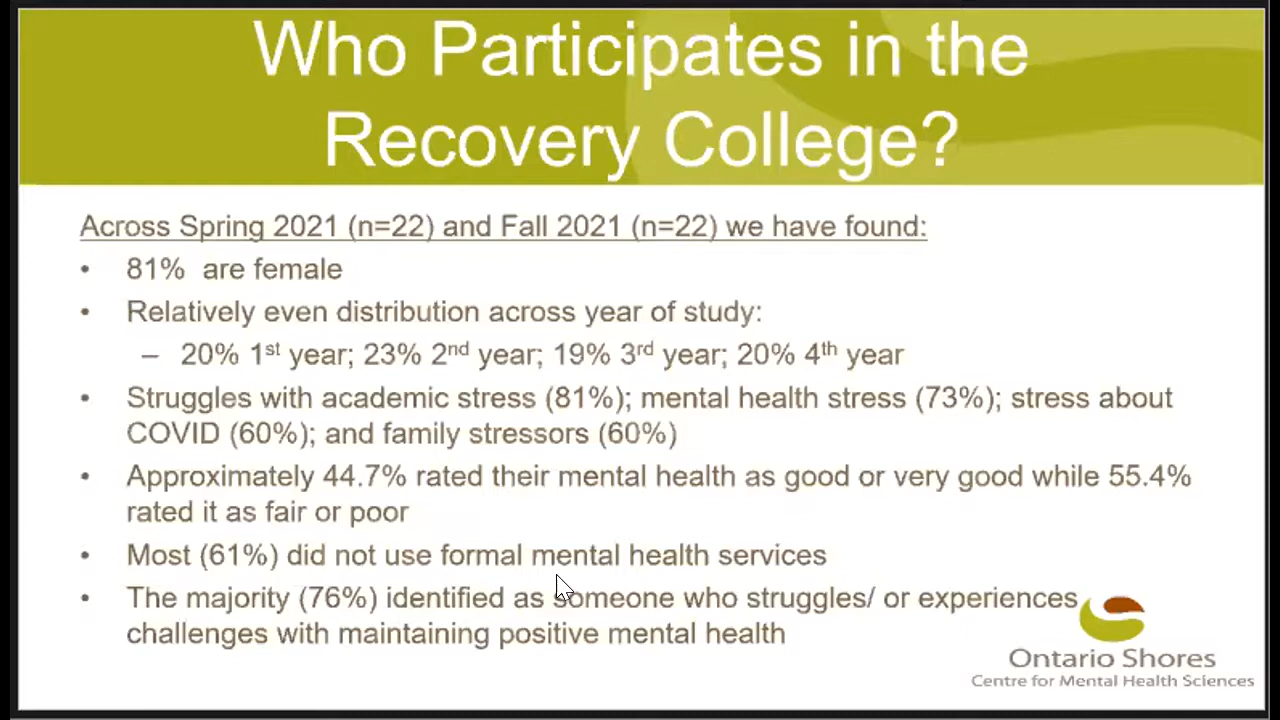 Who Participates in the
Recovery College?
Across Spring 2021 (n=22) and Fall 2021 (n=22) we have found:
• 81%  are female
• Relatively even distribution across year of study:
– 20% 1st year; 23% 2nd year; 19% 3rd year; 20% 4th year
• Struggles with academic stress (81%); mental health stress (73%); stress about
COVID (60%); and family stressors (60%)
• Approximately 44.7% rated their mental health as good or very good while 55.4%
rated it as fair or poor
• Most (61%) did not use formal mental health services
• The majority (76%) identified as someone who struggles/ or experiences
challenges with maintaining positive mental health
Ontario Shores
Centre for Mental Health Sciences